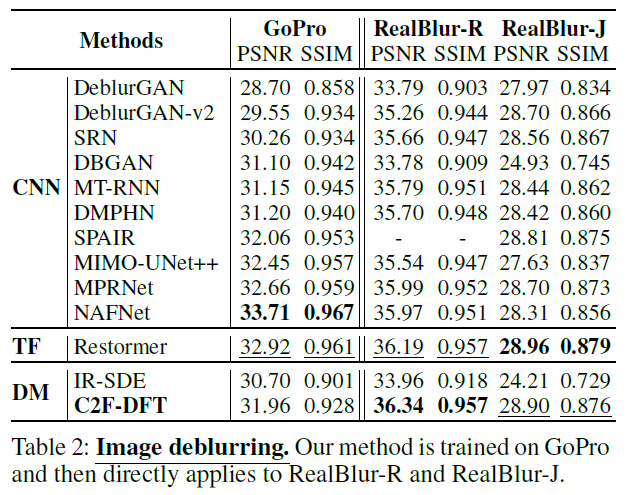 Methods GoPro RealBlur-R RealBlur-J
PSNR SSIM PSNR SSIM PSNR SSIM
DeblurGAN 28.70 0.858 33.79 0.903 27.97 0.834
DeblurGAN-v2 29.55 0.934 35.26 0.944 28.70 0.866
SRN 30.26 0.934 35.66 0.947 28.56 0.867
DBGAN 31.10 0.942 33.78 0.909 24.93 0.745
CNN MT-RNN 31.15 0.945 35.79 0.951 28.44 0.862
DMPHN 31.20 0.940 35.70 0.948 28.42 0.860
SPAIR 32.06 0.953 - - 28.81 0.875
MIMO-UNet++ 32.45 0.957 35.54 0.947 27.63 0.837
MPRNet 32.66 0.959 35.99 0.952 28.70 0.873
NAFNet 33.71 0.967 35.97 0.951 28.31 0.856
TF Restormer 32.92 0.961 36.19 0.957 28.96 0.879
DM IR-SDE 30.70 0.901 33.96 0.918 24.21 0.729
C2F-DFT 31.96 0.928 36.34 0.957 28.90 0.876
Table 2: Image deblurring. Our method is trained on GoPro
and then directly applies to RealBlur-R and RealBlur-J.